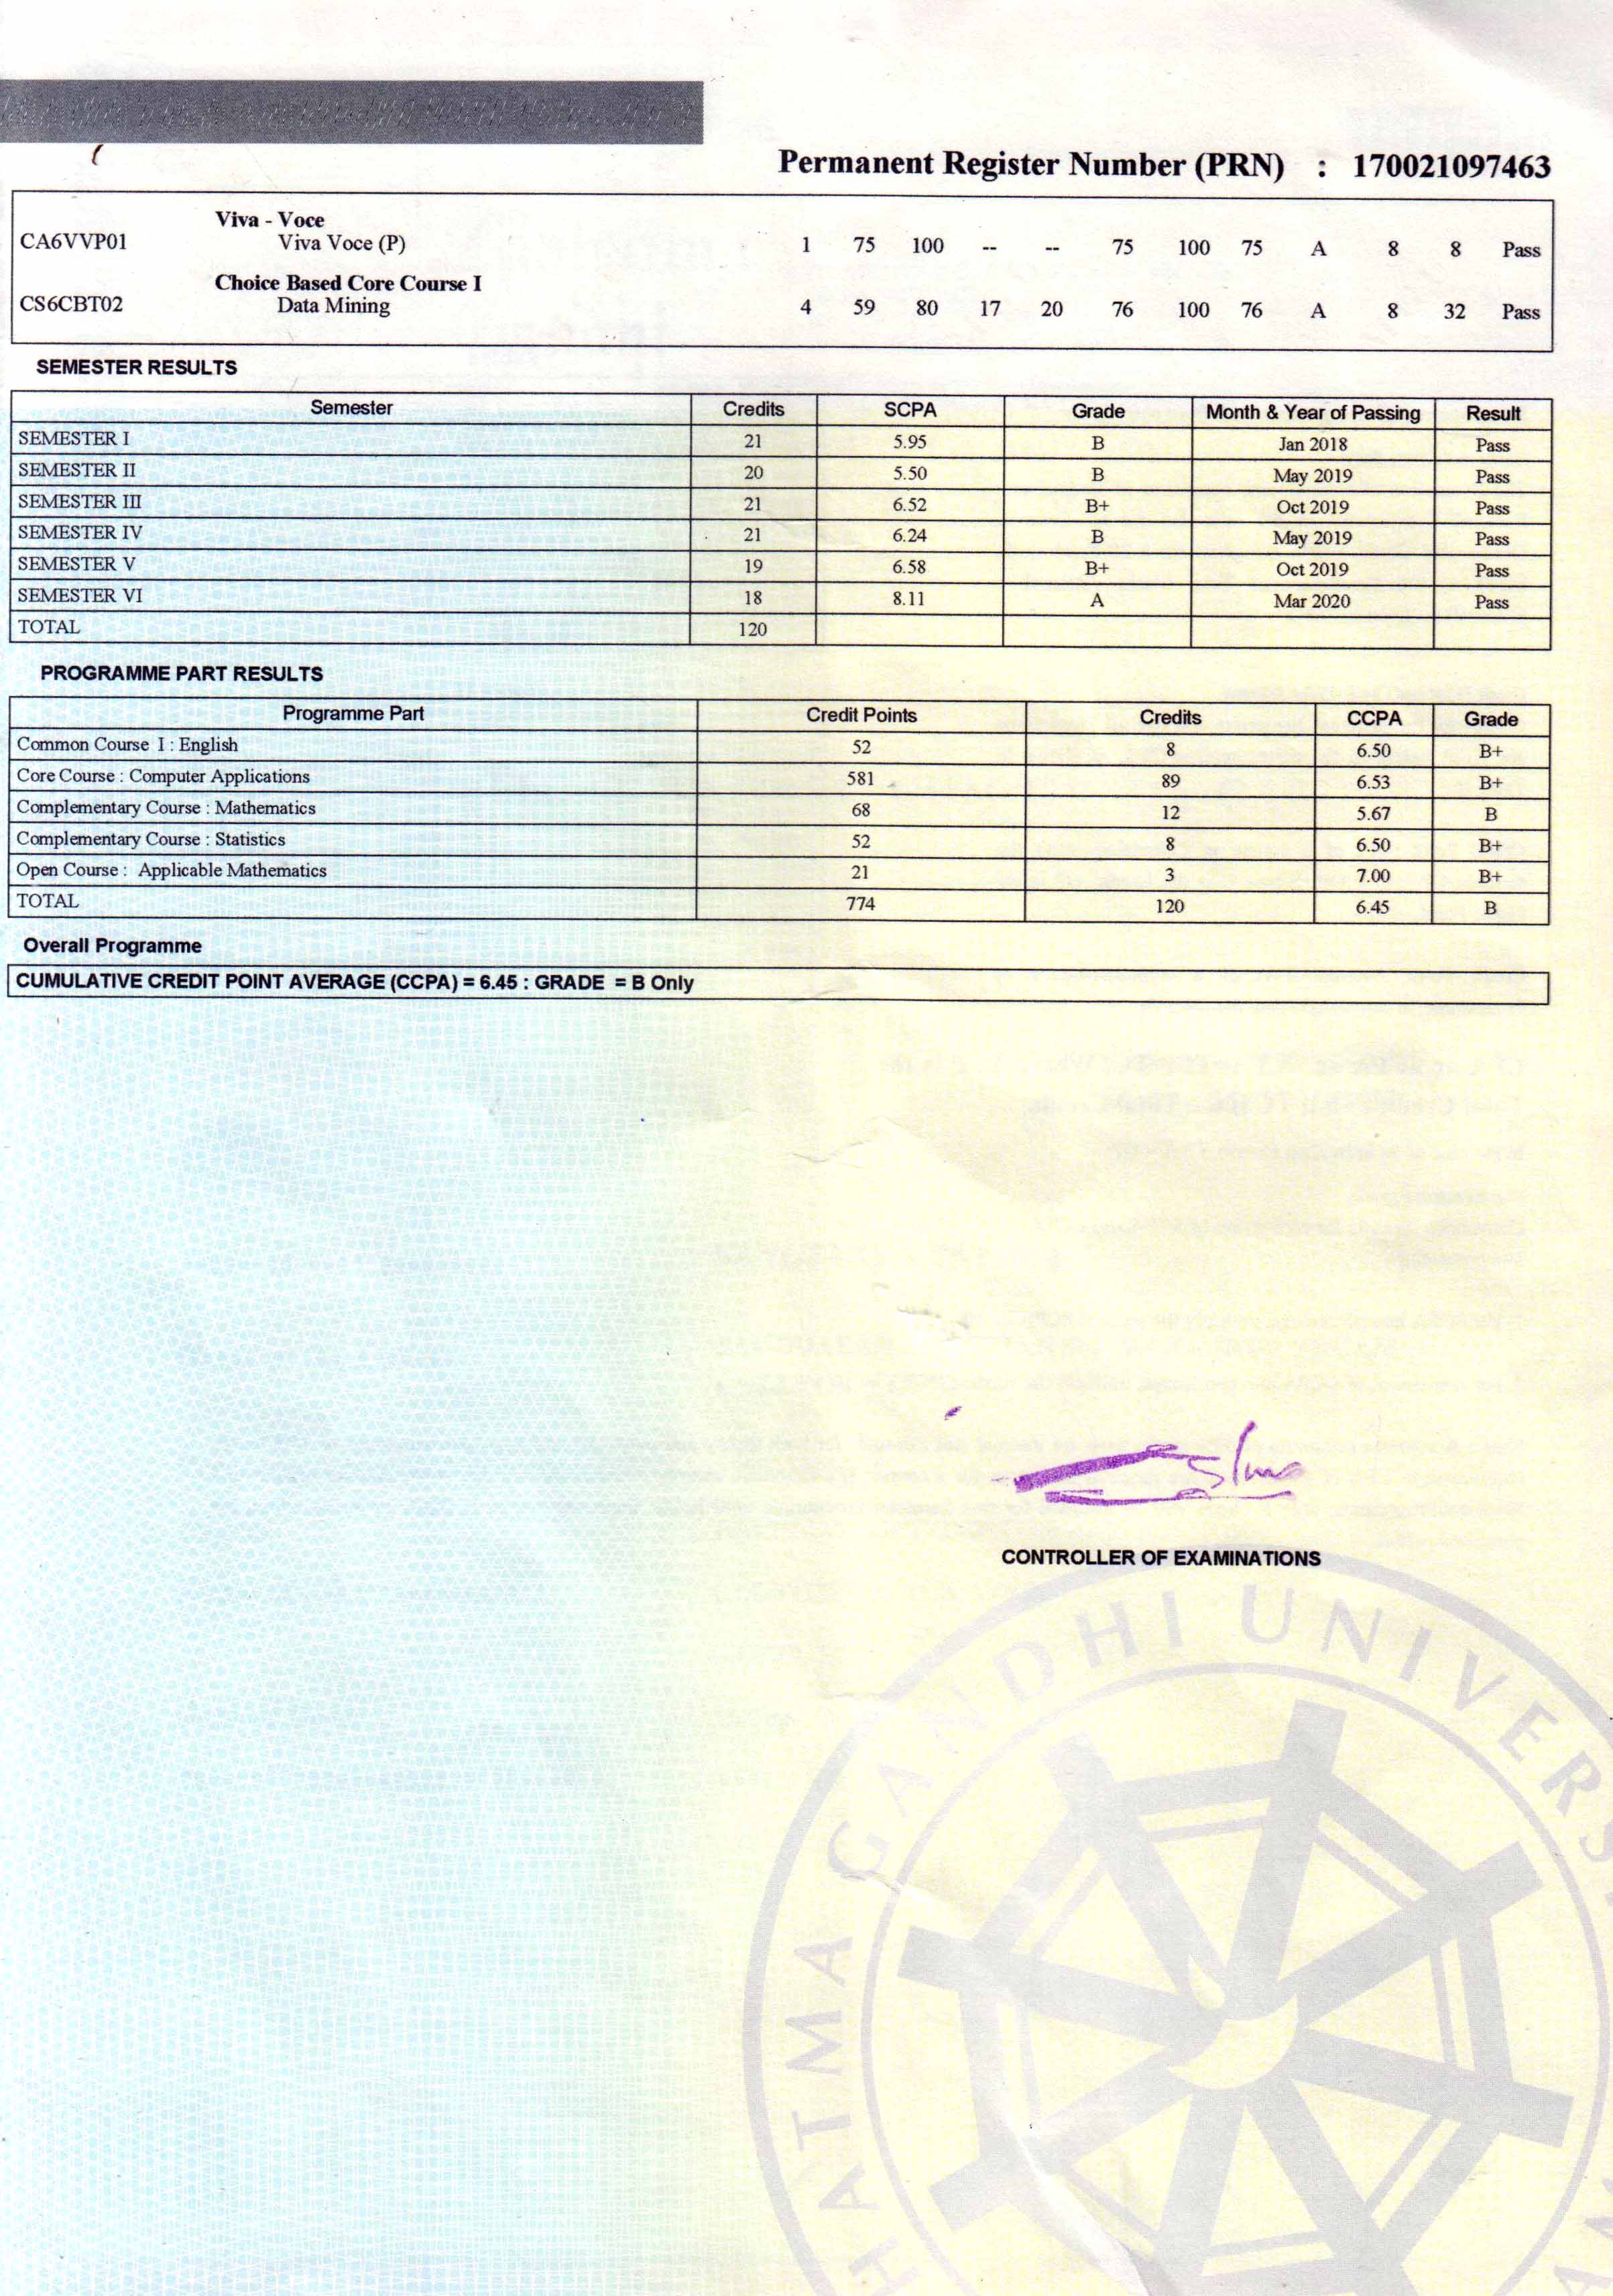 Permanent Register Number (PRN) : 170021097463
Viva - Voce
CA6VVP01 Viva Voce (P) 1 75 100 -- -- 75 100 75 A 8 8 Pass
Choice Based Core Course I
CS6CBT02 Data Mining 4 59 80 17 20 76 100 76 A 8 32 Pass
SEMESTER RESULTS
Semester Credits SCPA Grade Month & Year of Passing Result
SEMESTER I 21 5.95 B Jan 2018 Pass
SEMESTER II 20 5.50 B May 2019 Pass
SEMESTER III 21 6.52 B+ Oct 2019 Pass
SEMESTER IV 21 6.24 B May 2019 Pass
SEMESTER V 19 6.58 B+ Oct 2019 Pass
SEMESTER VI 18 8.11 A Mar 2020 Pass
TOTAL 120
PROGRAMME PART RESULTS
Programme Part Credit Points Credits CCPA Grade
Common Course I : English 52 8 6.50 B+
Core Course : Computer Applications 581 89 6.53 B+
Complementary Course : Mathematics 68 12 5.67 B
Complementary Course : Statistics 52 8 6.50 B+
Open Course : Applicable Mathematics 21 3 7.00 B+
TOTAL 774 120 6.45 B
Overall Programme
CUMULATIVE CREDIT POINT AVERAGE (CCPA) = 6.45 : GRADE = B Only
CONTROLLER OF EXAMINATIONS
HATMA GANDHI UNIVERS